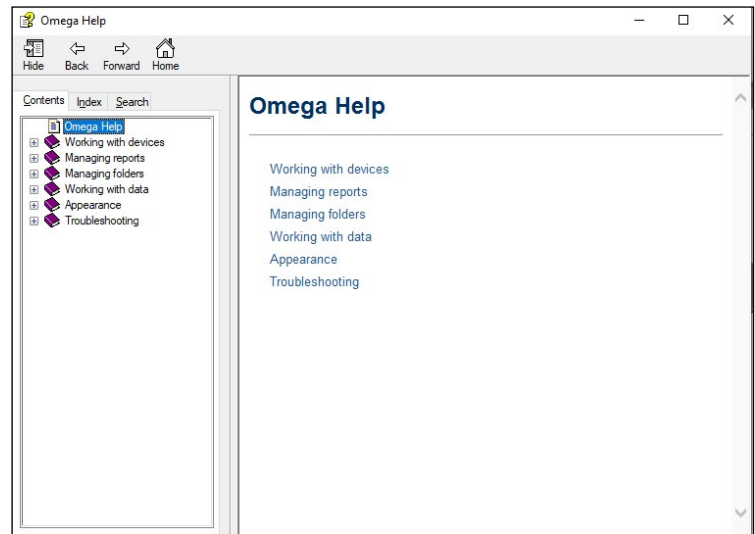 Omega Help
Hide Back Forward Home
Contents Index Search
Omega Help
Working with devices
Managing reports
Managing folders
Working with data
Appearance
Troubleshooting
Omega Help
Working with devices
Managing reports
Managing folders
Working with data
Appearance
Troubleshooting